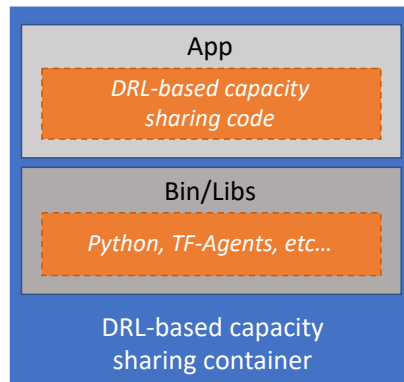 App
DRL-based capacity
sharing code
Bin/Libs
Python, TF-Agents, etc…
DRL-based capacity
sharing container